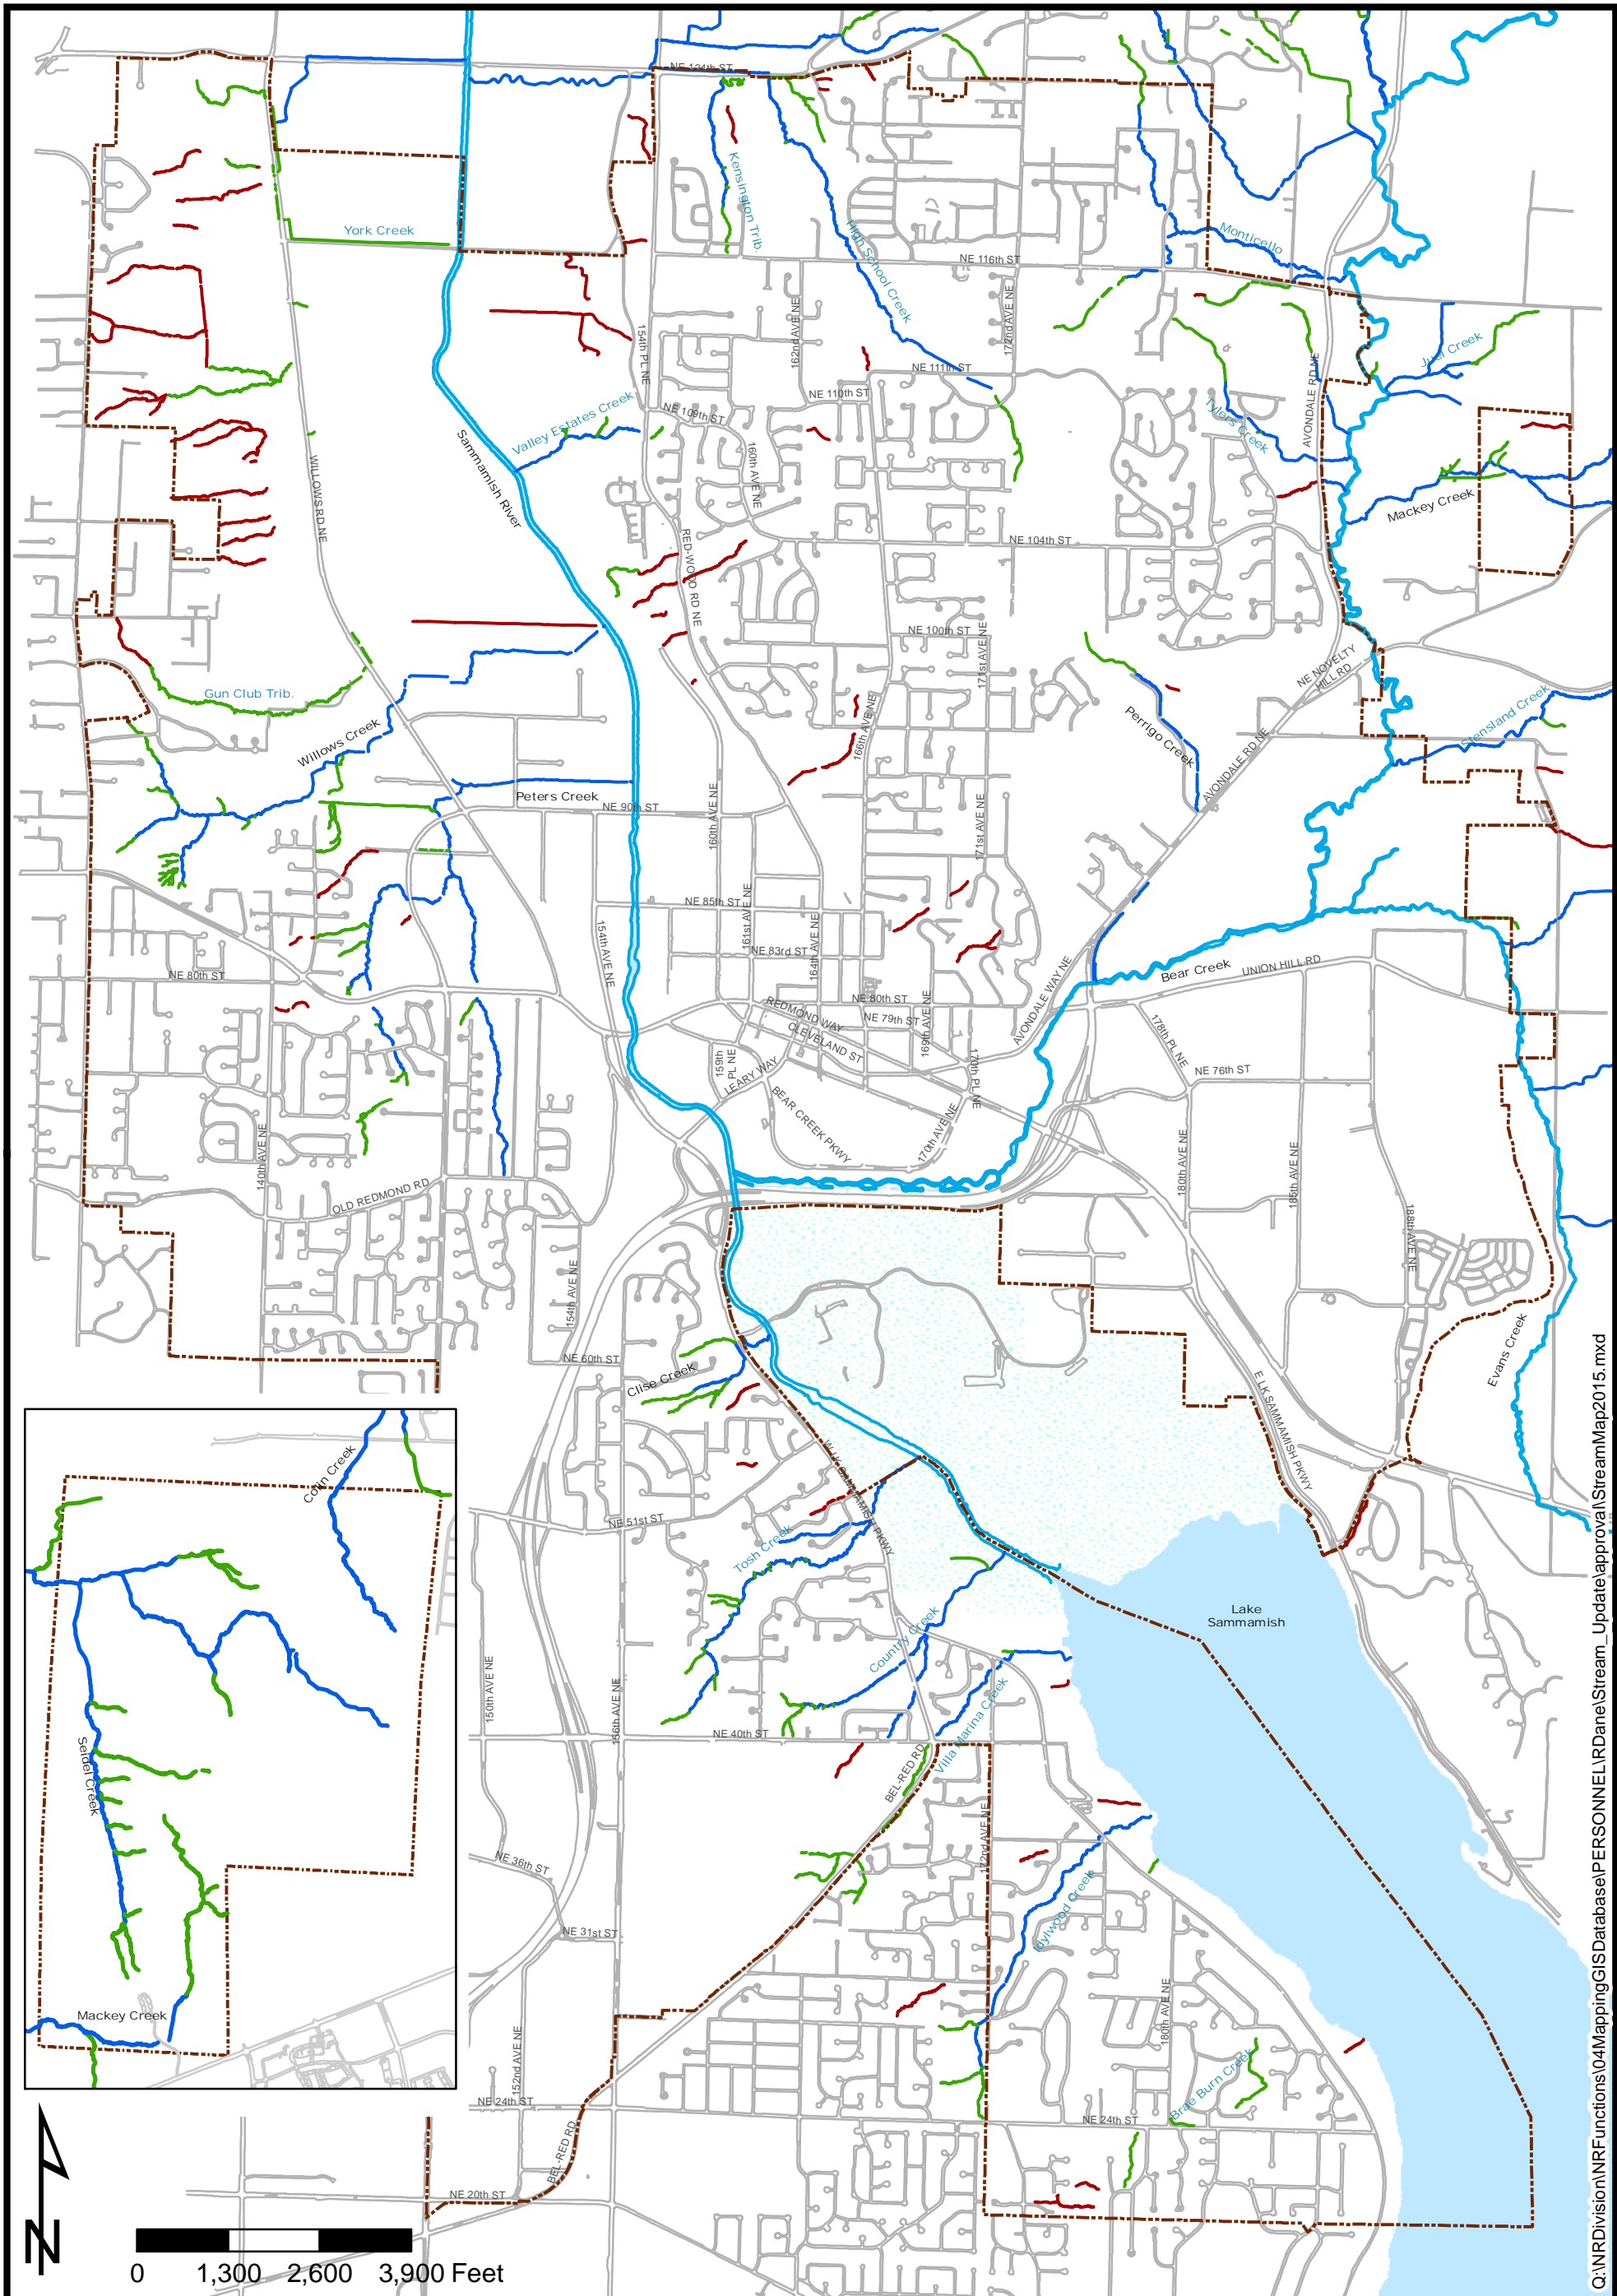 NE 124th ST
Kensington Trib.
York Creek
High School Creek
Monticello
NE 116th ST
162nd AVE NE
172nd AVE NE
154th PL NE
Juel Creek
AVONDALE RD NE
NE 111th ST
NE 110th ST
NE 109th ST
Valley Estates Creek
Tylers Creek
Sammamish River
WILLOWS RD NE
160th AVE NE
Mackey Creek
RED-WOOD RD NE
NE 104th ST
NE 100th ST
171st AVE NE
NE NOVELTY
HILL RD
Gun Club Trib.
Willows Creek
166th AVE NE
Perrigo Creek
Stensland Creek
AVONDALE RD NE
Peters Creek
NE 90th ST
160th AVE NE
171st AVE NE
NE 85th ST
161st AVE NE
164th AVE NE
154th AVE NE
NE 83rd ST
NE 80th ST
Bear Creek
UNION HILL RD
AVONDALE WAY NE
REDMOND WAY
NE 80th ST
NE 79th ST
CLEVELAND ST
169th AVE NE
178th PL NE
159th
PL NE
LEARY WAY
170th PL NE
NE 76th ST
BEAR CREEK PKWY
170th AVE NE
140th AVE NE
OLD REDMOND RD
180th AVE NE
185th AVE NE
188th AVE NE
154th AVE NE
NE 60th ST
Clise Creek
Evans Creek
E LK SAMMAMISH PKWY
W LK SAMMAMISH PKWY
Colin Creek
NE 51st ST
Tosh Creek
Lake
Sammamish
Country Creek
150th AVE NE
156th AVE NE
Villa Marina Creek
NE 40th ST
BEL-RED RD
Seidel Creek
172nd AVE NE
NE 36th ST
Idylwood Creek
NE 31st ST
180th AVE NE
Mackey Creek
152nd AVE NE
Brae Burn Creek
NE 24th ST
NE 24th ST
BEL-RED RD
NE 20th ST
N
0 1,300 2,600 3,900 Feet
Q:\NRDivision\NRFunctions\04MappingGISDatabase\PERSONNEL\RDane\Stream_Update\approval\StreamMap2015.mxd